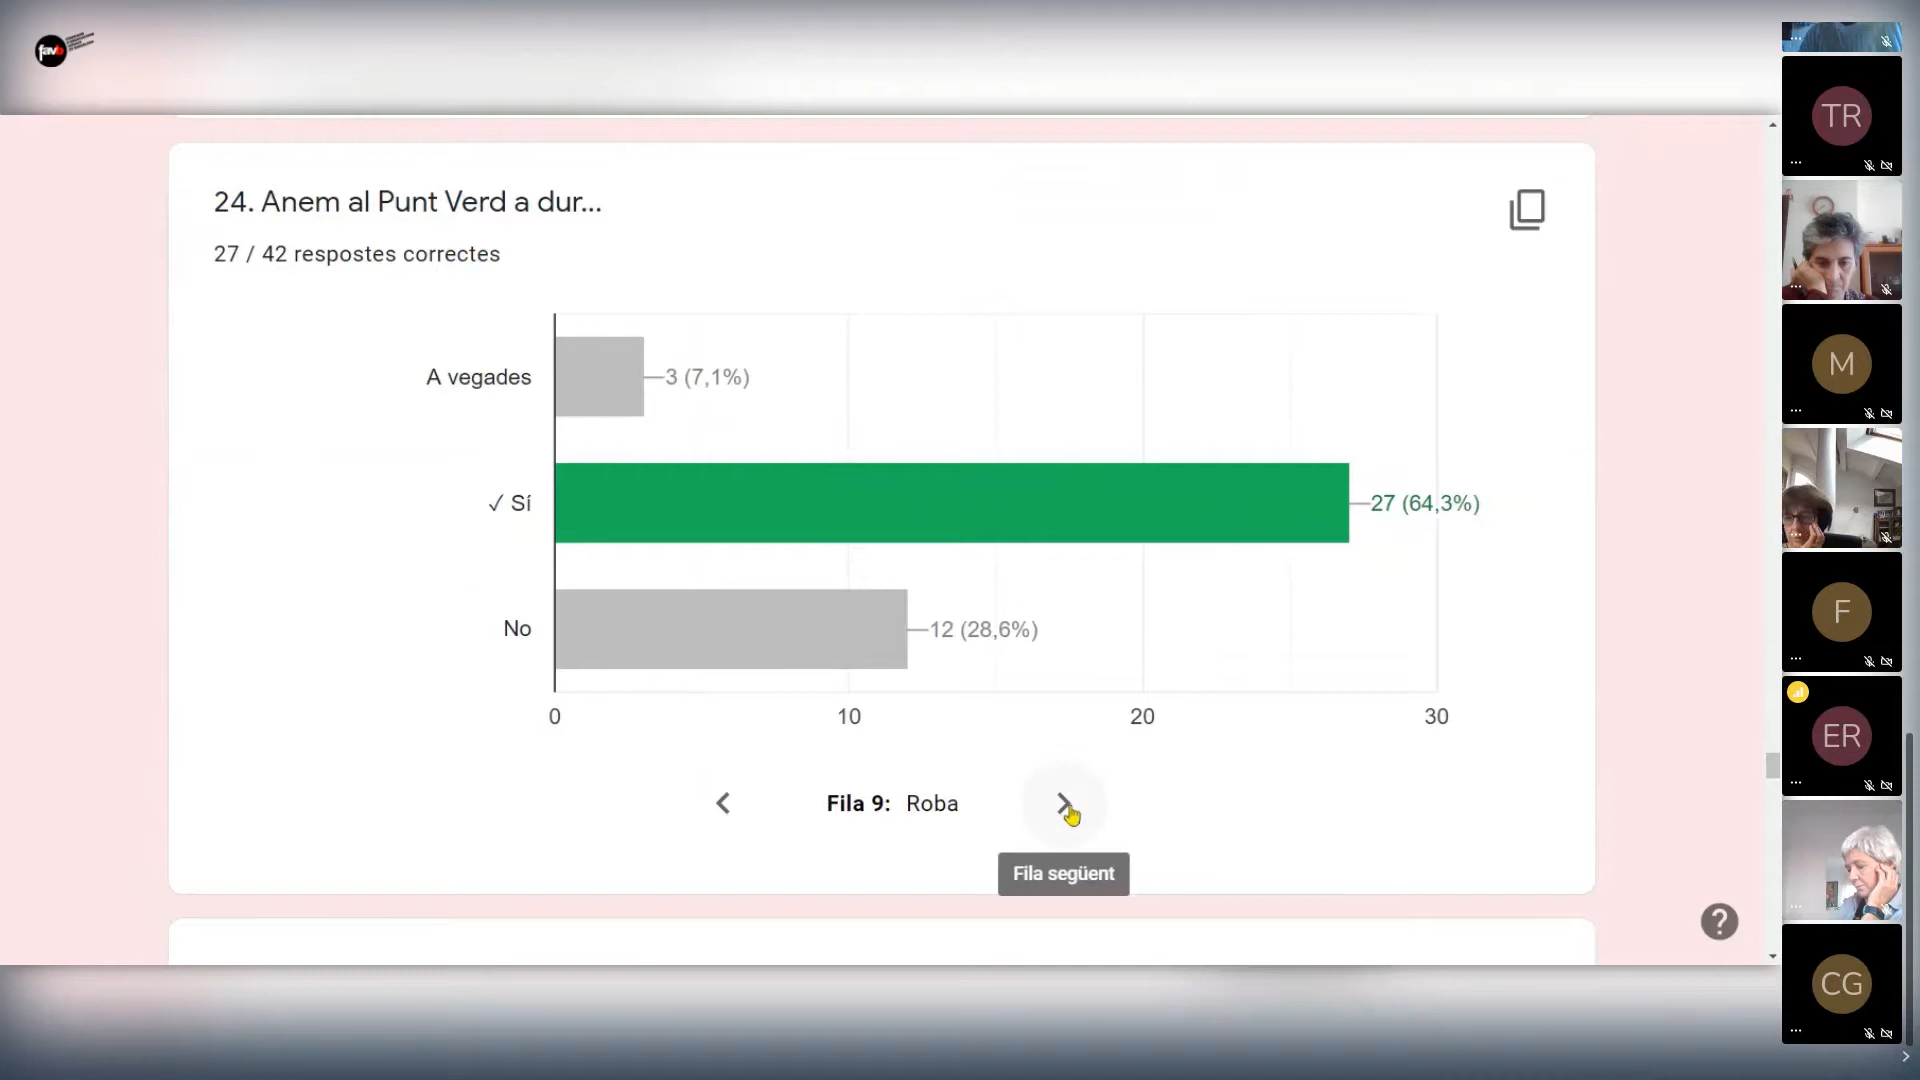 favb
24. Anem al Punt Verd a dur...
27 / 42 respostes correctes
A vegades
3 (7,1%)
✓ Sí
27 (64,3%)
No
12 (28,6%)
0
10
20
30
Fila 9: Roba
Fila següent
?
TR
M
F
ER
CG